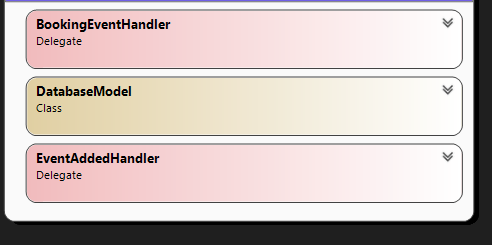 BookingEventHandler
Delegate
DatabaseModel
Class
EventAddedHandler
Delegate